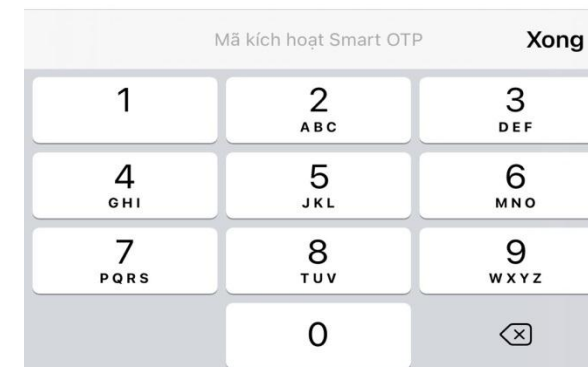 Mã kích hoạt Smart OTP Xong
1 2 3
ABC DEF
4 5 6
GHI JKL MNO
7 8 9
PQRS TUV WXYZ
0